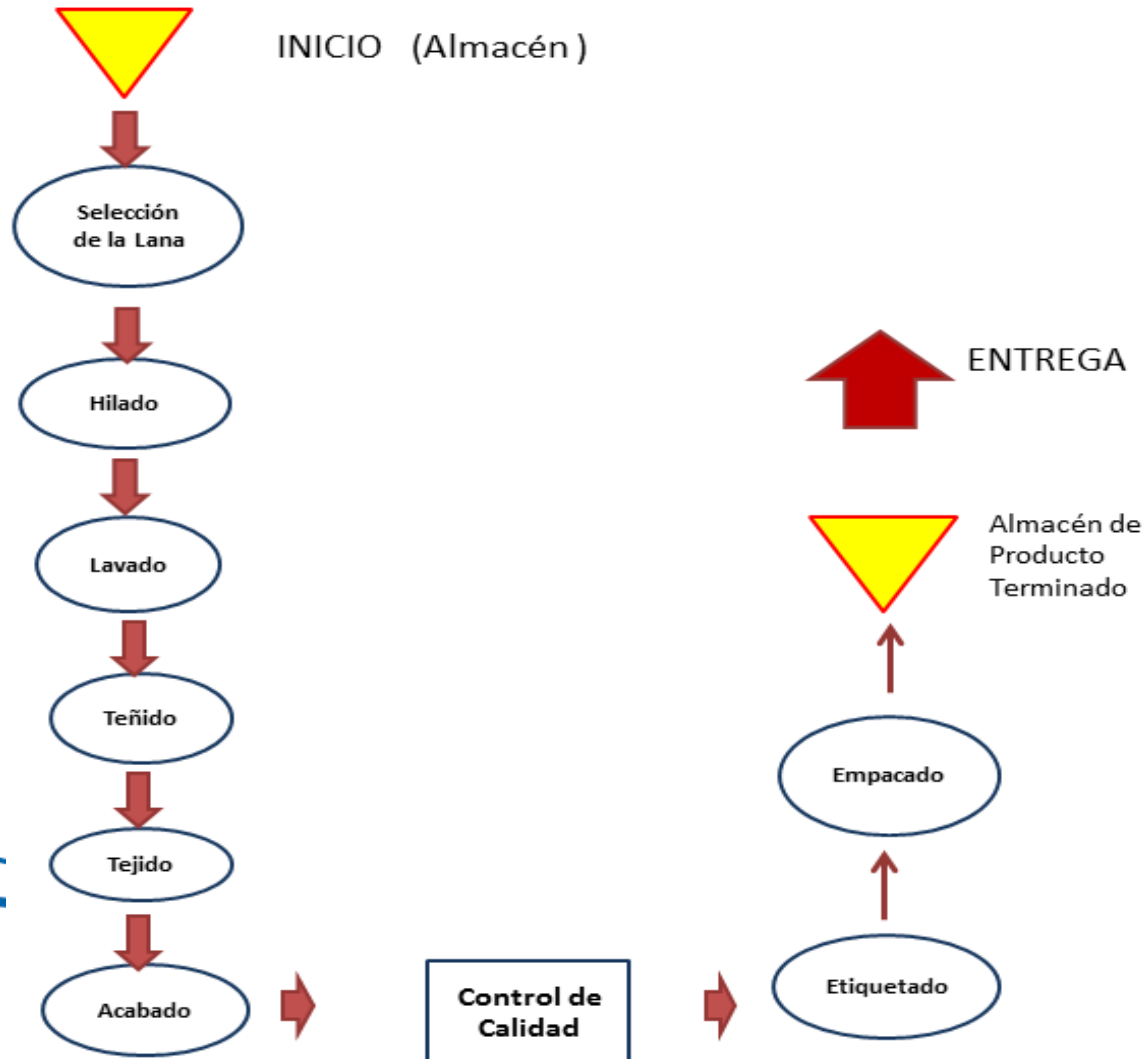 INICIO (Almacén )
Selección
de la Lana
Hilado
Lavado
Teñido
Tejido
Acabado
Control de
Calidad
Etiquetado
Empacado
Almacén de
Producto
Terminado
ENTREGA